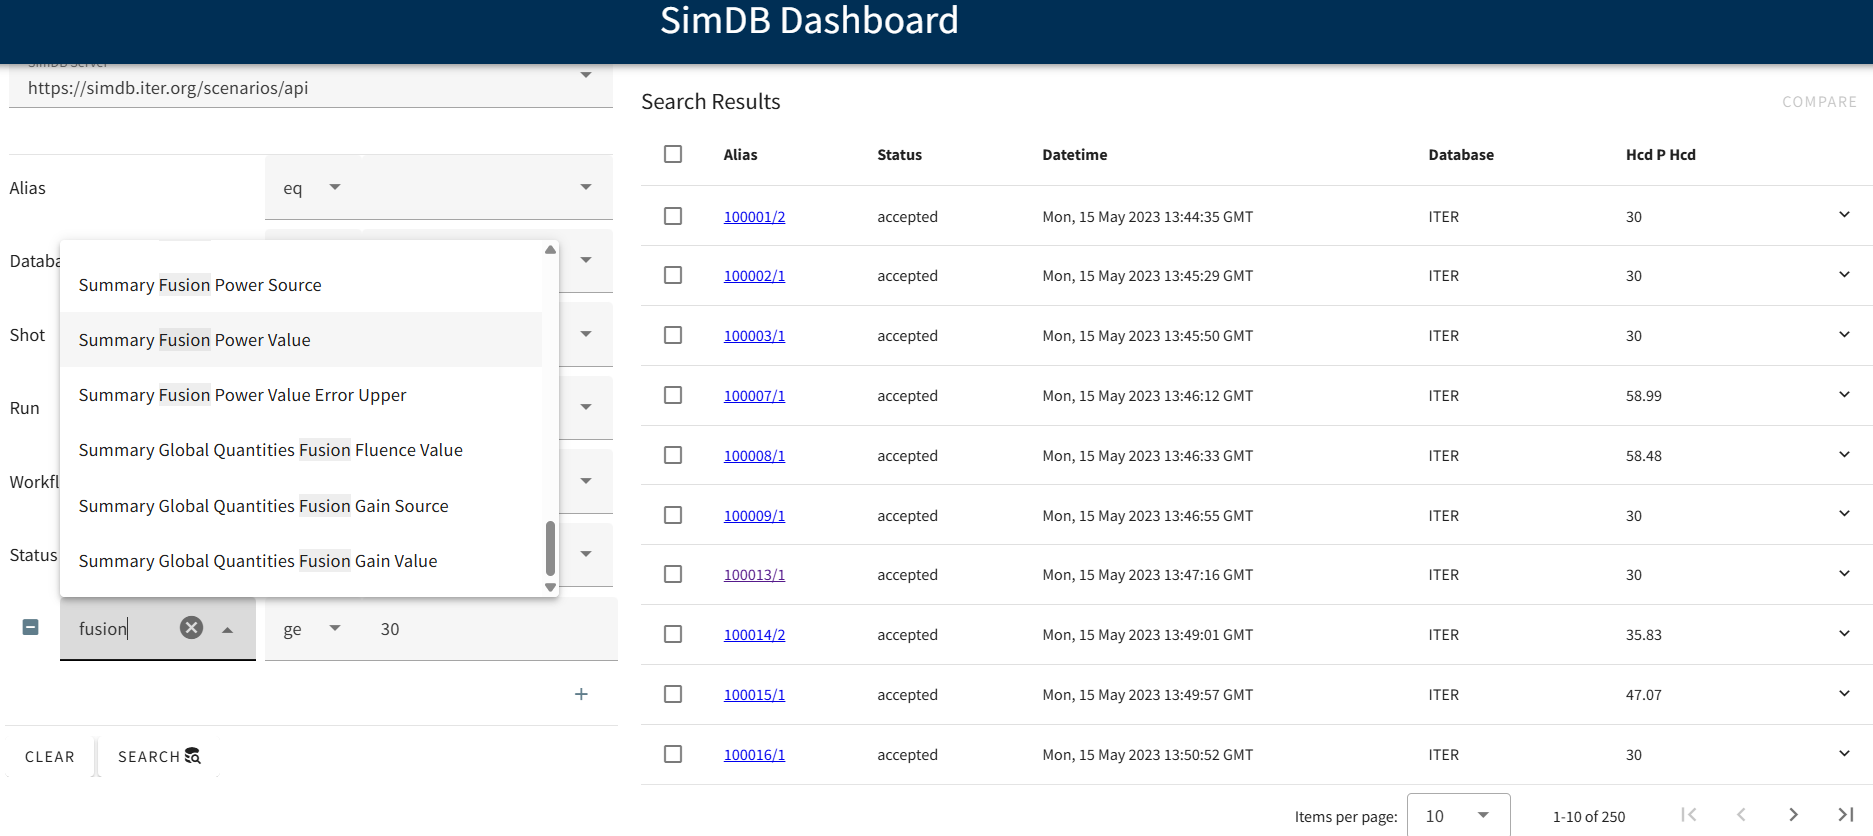 SimDB Dashboard
SimDB Server
https://simdb.iter.org/scenarios/api
Alias eq
Databa
Summary Fusion Power Source
Shot
Summary Fusion Power Value
Summary Fusion Power Value Error Upper
Run
Summary Global Quantities Fusion Fluence Value
Workfl
Summary Global Quantities Fusion Gain Source
Status
Summary Global Quantities Fusion Gain Value
fusion ge 30
+
CLEAR SEARCH
Search Results COMPARE
Alias Status Datetime Database Hcd P Hcd
100001/2 accepted Mon, 15 May 2023 13:44:35 GMT ITER 30
100002/1 accepted Mon, 15 May 2023 13:45:29 GMT ITER 30
100003/1 accepted Mon, 15 May 2023 13:45:50 GMT ITER 30
100007/1 accepted Mon, 15 May 2023 13:46:12 GMT ITER 58.99
100008/1 accepted Mon, 15 May 2023 13:46:33 GMT ITER 58.48
100009/1 accepted Mon, 15 May 2023 13:46:55 GMT ITER 30
100013/1 accepted Mon, 15 May 2023 13:47:16 GMT ITER 30
100014/2 accepted Mon, 15 May 2023 13:49:01 GMT ITER 35.83
100015/1 accepted Mon, 15 May 2023 13:49:57 GMT ITER 47.07
100016/1 accepted Mon, 15 May 2023 13:50:52 GMT ITER 30
Items per page: 10 1-10 of 250